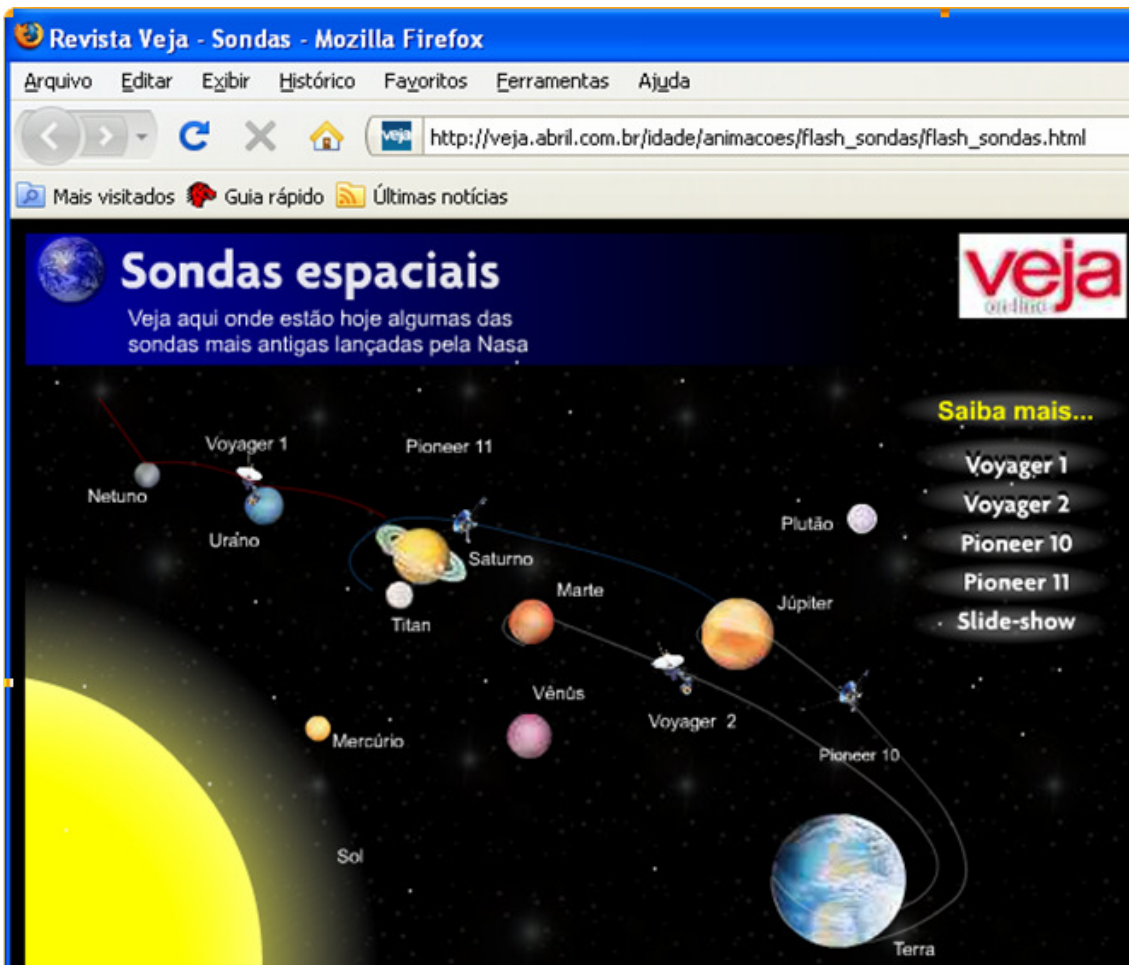 Revista Veja - Sondas - Mozilla Firefox
Arquivo Editar Exibir Histórico Favoritos Ferramentas Ajuda
veja http://veja.abril.com.br/idade/animacoes/flash_sondas/flash_sondas.html
Mais visitados Guia rápido Últimas notícias
Sondas espaciais
Veja aqui onde estão hoje algumas das
sondas mais antigas lançadas pela Nasa
veja
on-line
Saiba mais...
Voyager 1
Voyager 2
Pioneer 10
Pioneer 11
Slide-show
Voyager 1
Pioneer 11
Netuno
Urano
Saturno
Plutão
Titan
Marte
Júpiter
Vênus
Voyager 2
Mercúrio
Pioneer 10
Sol
Terra